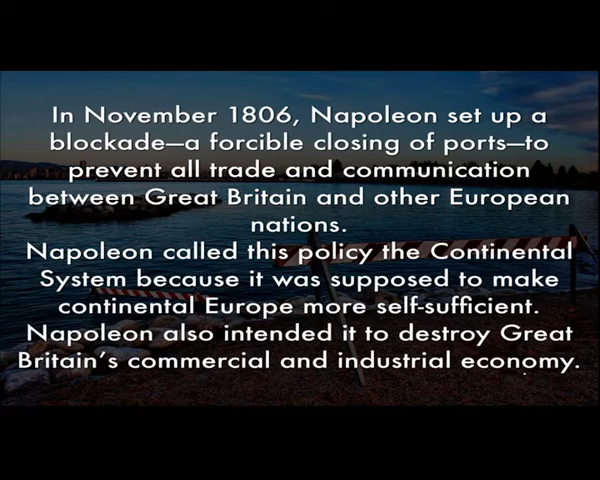 In November 1806, Napoleon set up a
blockade—a forcible closing of ports—to
prevent all trade and communication
between Great Britain and other European
nations.
Napoleon called this policy the Continental
System because it was supposed to make
continental Europe more self-sufficient.
Napoleon also intended it to destroy Great
Britain's commercial and industrial economy.